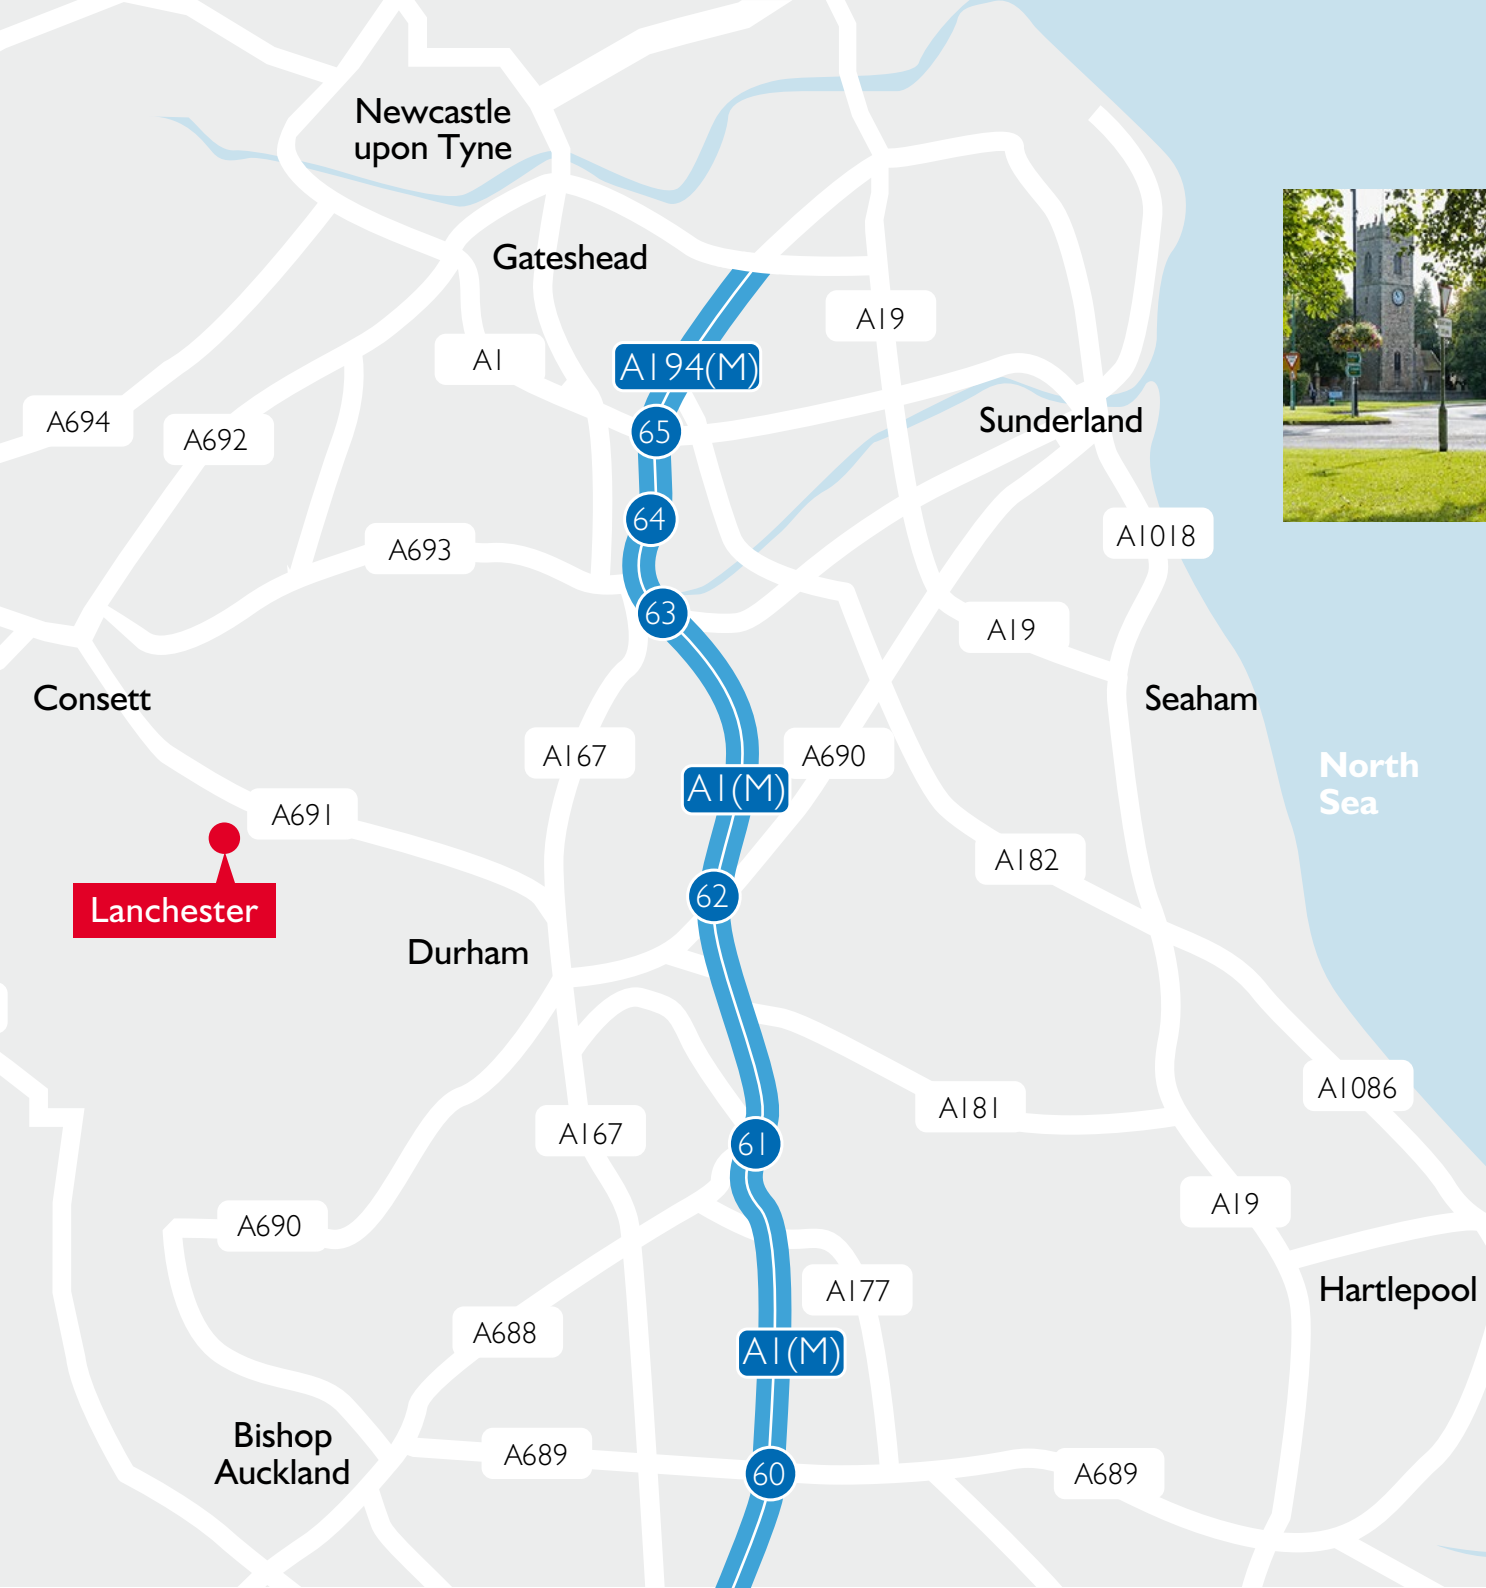 Newcastle
upon Tyne
Gateshead
A19
A1
A194(M)
A694
A692
65
Sunderland
64
A1018
A693
63
A19
Consett
Seaham
A167
A690
North
Sea
A1(M)
A691
A182
62
Lanchester
Durham
A1086
A181
A167
61
A19
A690
A177
Hartlepool
A688
A1(M)
Bishop
Auckland
A689
60
A689